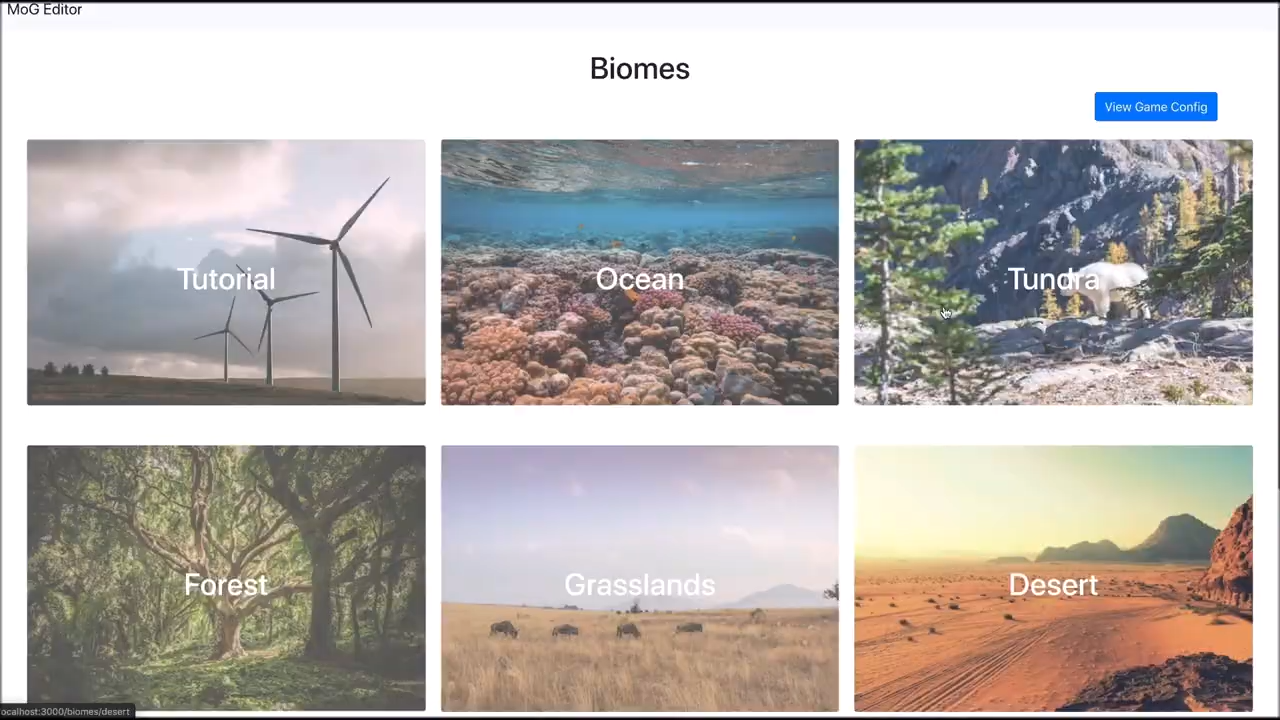 MoG Editor
Biomes
View Game Config
Tutorial
Ocean
Tundra
Forest
Grasslands
Desert
ocalhost:3000/biomes/desert